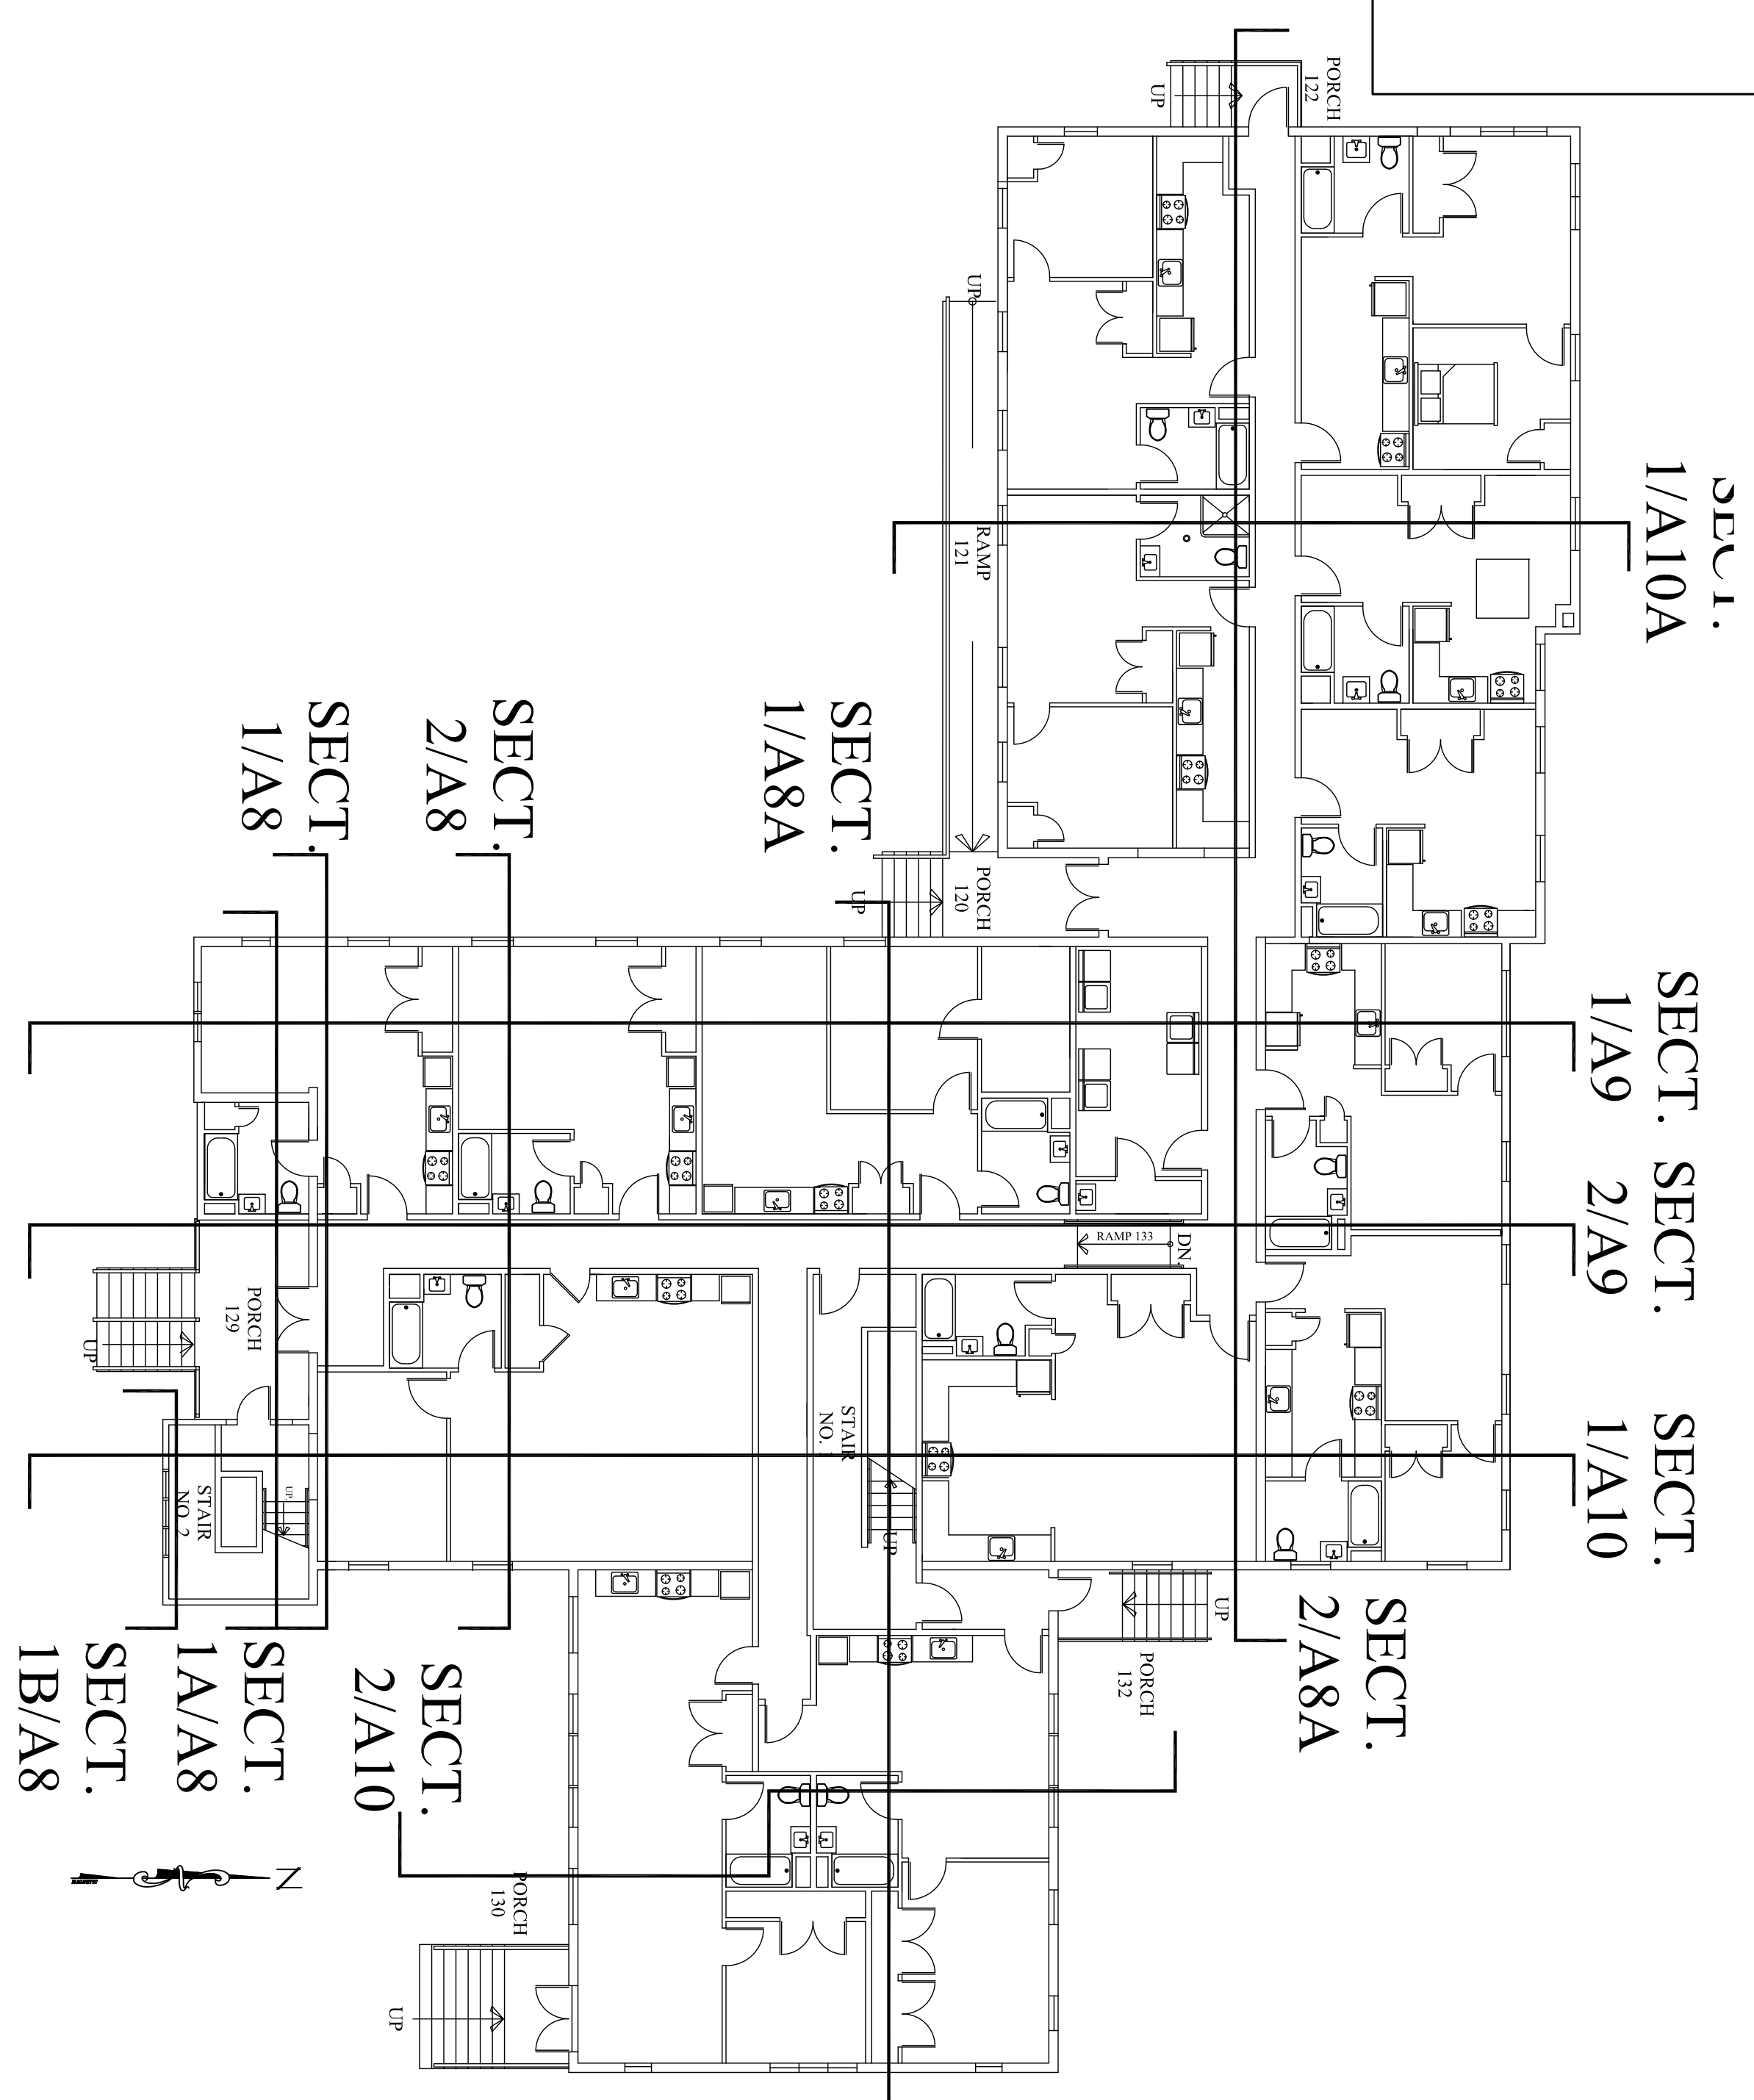 PORCH
122
UP
SECT.
1/A10A
UP
RAMP
121
SECT.
1/A8
SECT.
2/A8
SECT.
1/A8A
PORCH
120
UP
SECT.
1/A9
SECT.
2/A9
SECT.
1/A10
RAMP 133
DN
PORCH
129
UP
STAIR
NO.
UP
STAIR
NO. 2
UP
UP
PORCH
132
SECT.
2/A8A
SECT.
1B/A8
SECT.
1A/A8
SECT.
2/A10
PORCH
130
UP
N